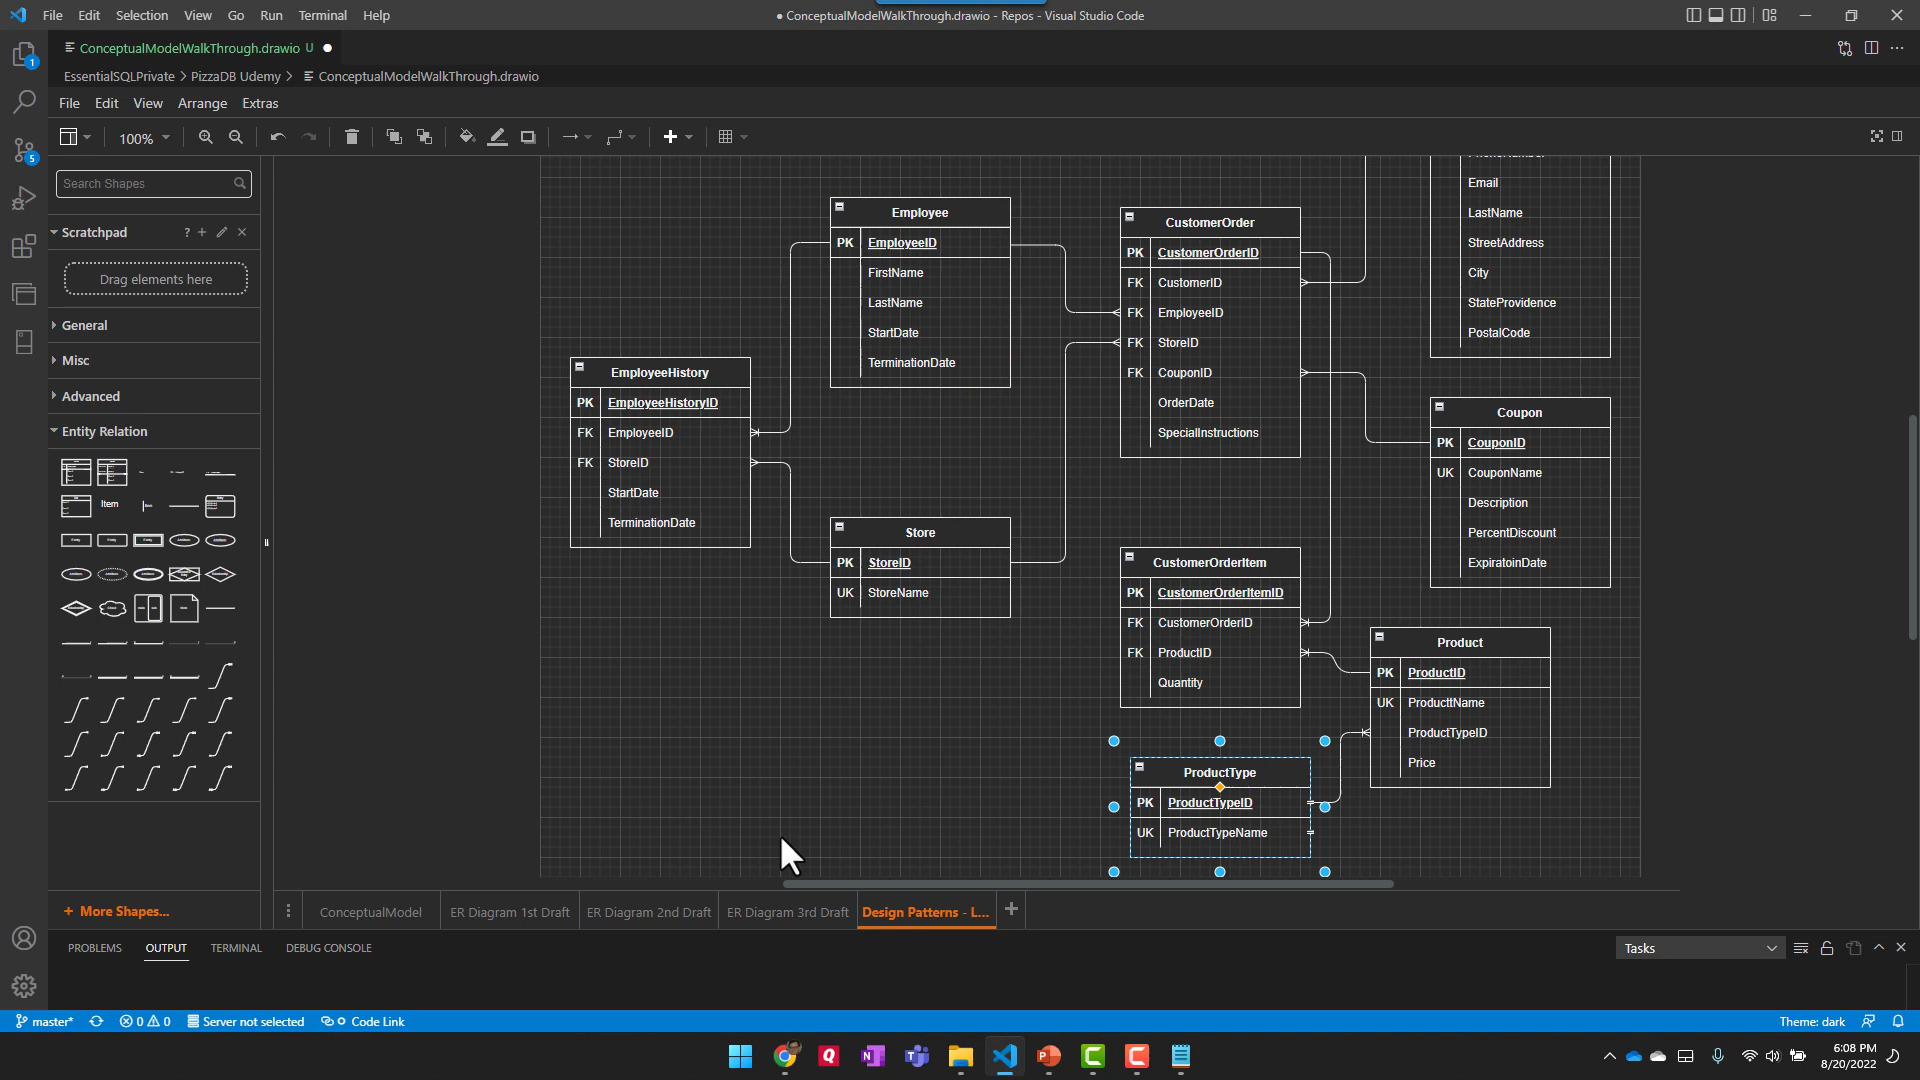 File Edit Selection View Go Run Terminal Help
● ConceptualModelWalkThrough.drawio - Repos - Visual Studio Code
ConceptualModelWalkThrough.drawio U ●
EssentialSQLPrivate > PizzaDB Udemy > ConceptualModelWalkThrough.drawio
File Edit View Arrange Extras
100%
Search Shapes
Scratchpad
?
Drag elements here
General
Misc
Advanced
Entity Relation
Item
More Shapes...
Employee
PK EmployeeID
FirstName
LastName
StartDate
TerminationDate
EmployeeHistory
PK EmployeeHistoryID
FK EmployeeID
FK StoreID
StartDate
TerminationDate
Store
PK StoreID
UK StoreName
CustomerOrder
PK CustomerOrderID
FK CustomerID
FK EmployeeID
FK StoreID
FK CouponID
OrderDate
SpecialInstructions
CustomerOrderItem
PK CustomerOrderItemID
FK CustomerOrderID
FK ProductID
Quantity
ProductType
PK ProductTypeID
UK ProductTypeName
Email
LastName
StreetAddress
City
StateProvidence
PostalCode
Coupon
PK CouponID
UK CouponName
Description
PercentDiscount
ExpiratoinDate
Product
PK ProductID
UK ProducttName
ProductTypeID
Price
ConceptualModel ER Diagram 1st Draft ER Diagram 2nd Draft ER Diagram 3rd Draft Design Patterns - L...
PROBLEMS OUTPUT TERMINAL DEBUG CONSOLE
Tasks
master* 0 0 Server not selected Code Link
Theme: dark
6:08 PM
8/20/2022
1
5